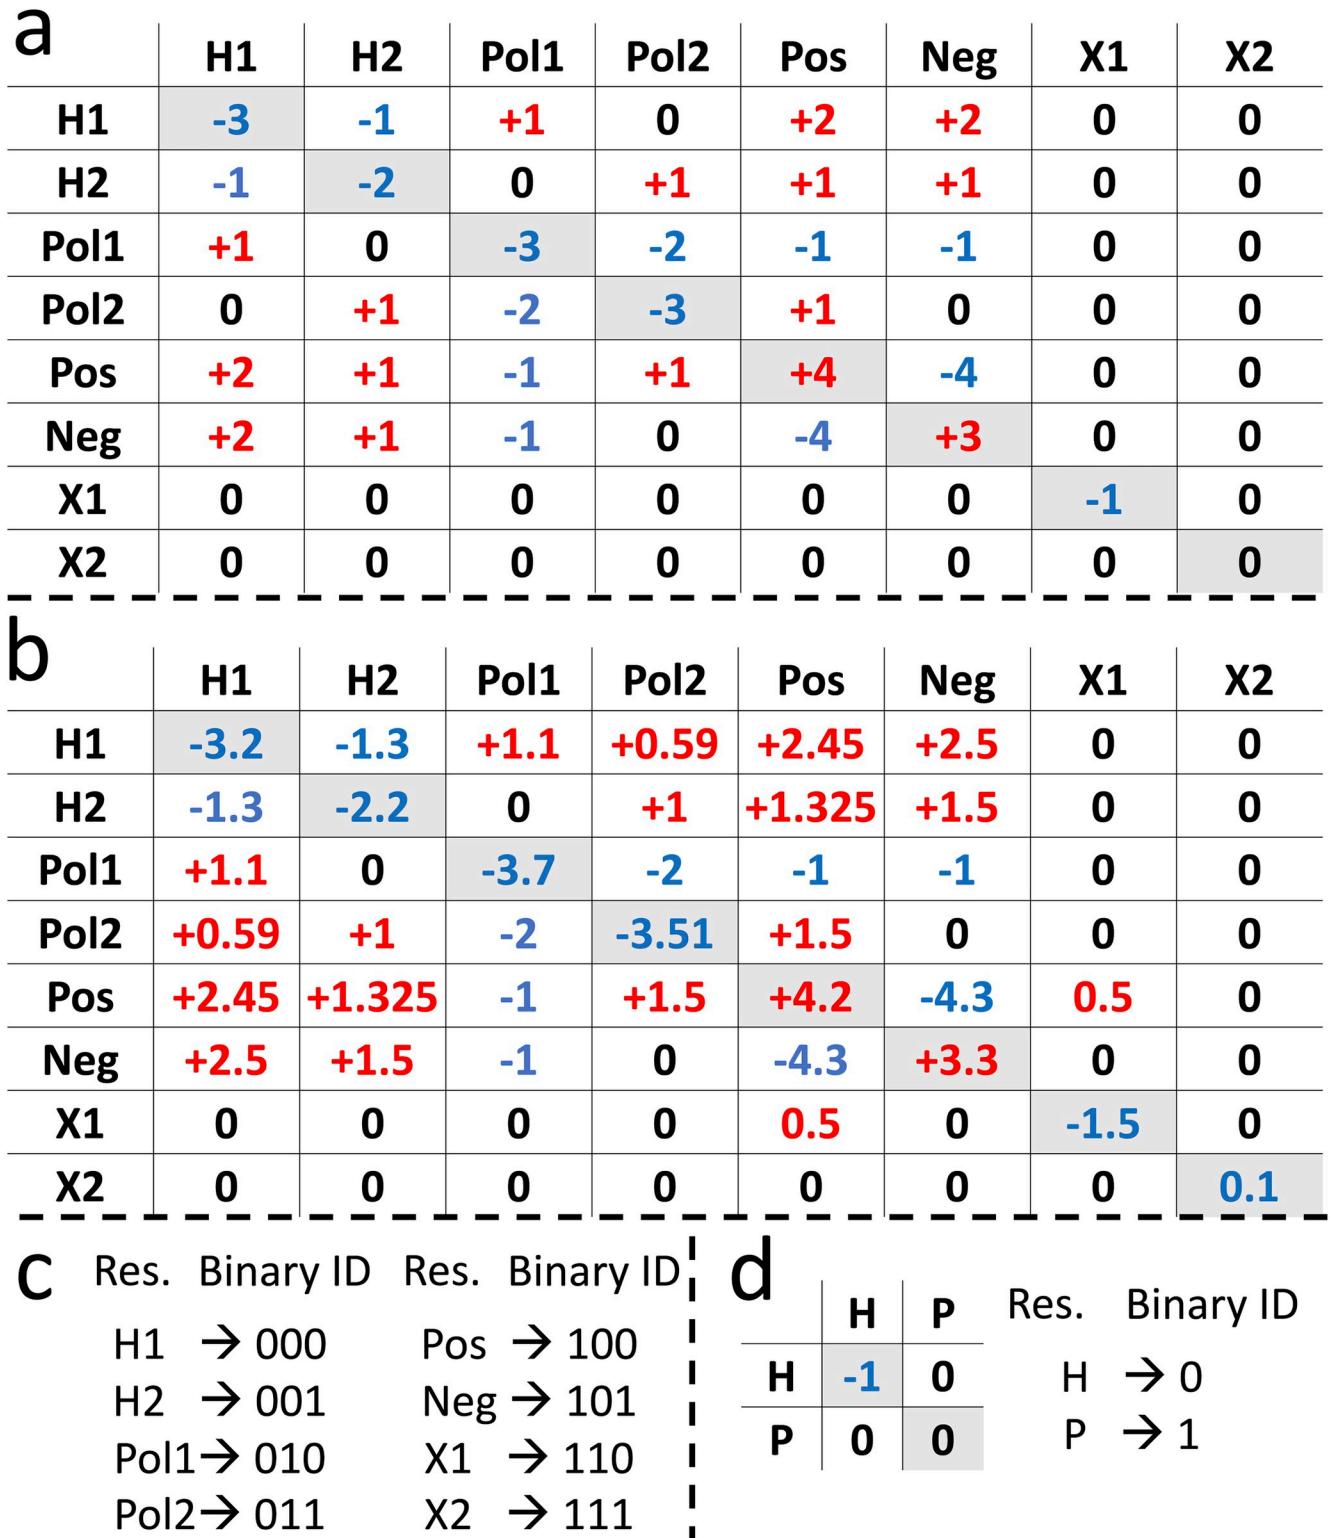 a
H1 H2 Pol1 Pol2 Pos Neg X1 X2
H1 -3 -1 +1 0 +2 +2 0 0
H2 -1 -2 0 +1 +1 +1 0 0
Pol1 +1 0 -3 -2 -1 -1 0 0
Pol2 0 +1 -2 -3 +1 0 0 0
Pos +2 +1 -1 +1 +4 -4 0 0
Neg +2 +1 -1 0 -4 +3 0 0
X1 0 0 0 0 0 0 -1 0
X2 0 0 0 0 0 0 0 0
b
H1 H2 Pol1 Pol2 Pos Neg X1 X2
H1 -3.2 -1.3 +1.1 +0.59 +2.45 +2.5 0 0
H2 -1.3 -2.2 0 +1 +1.325 +1.5 0 0
Pol1 +1.1 0 -3.7 -2 -1 -1 0 0
Pol2 +0.59 +1 -2 -3.51 +1.5 0 0 0
Pos +2.45 +1.325 -1 +1.5 +4.2 -4.3 0.5 0
Neg +2.5 +1.5 -1 0 -4.3 +3.3 0 0
X1 0 0 0 0 0.5 0 -1.5 0
X2 0 0 0 0 0 0 0 0.1
c
Res. Binary ID Res. Binary ID
H1 → 000 Pos → 100
H2 → 001 Neg → 101
Pol1 → 010 X1 → 110
Pol2 → 011 X2 → 111
d
H P
H -1 0
P 0 0
Res. Binary ID
H → 0
P → 1